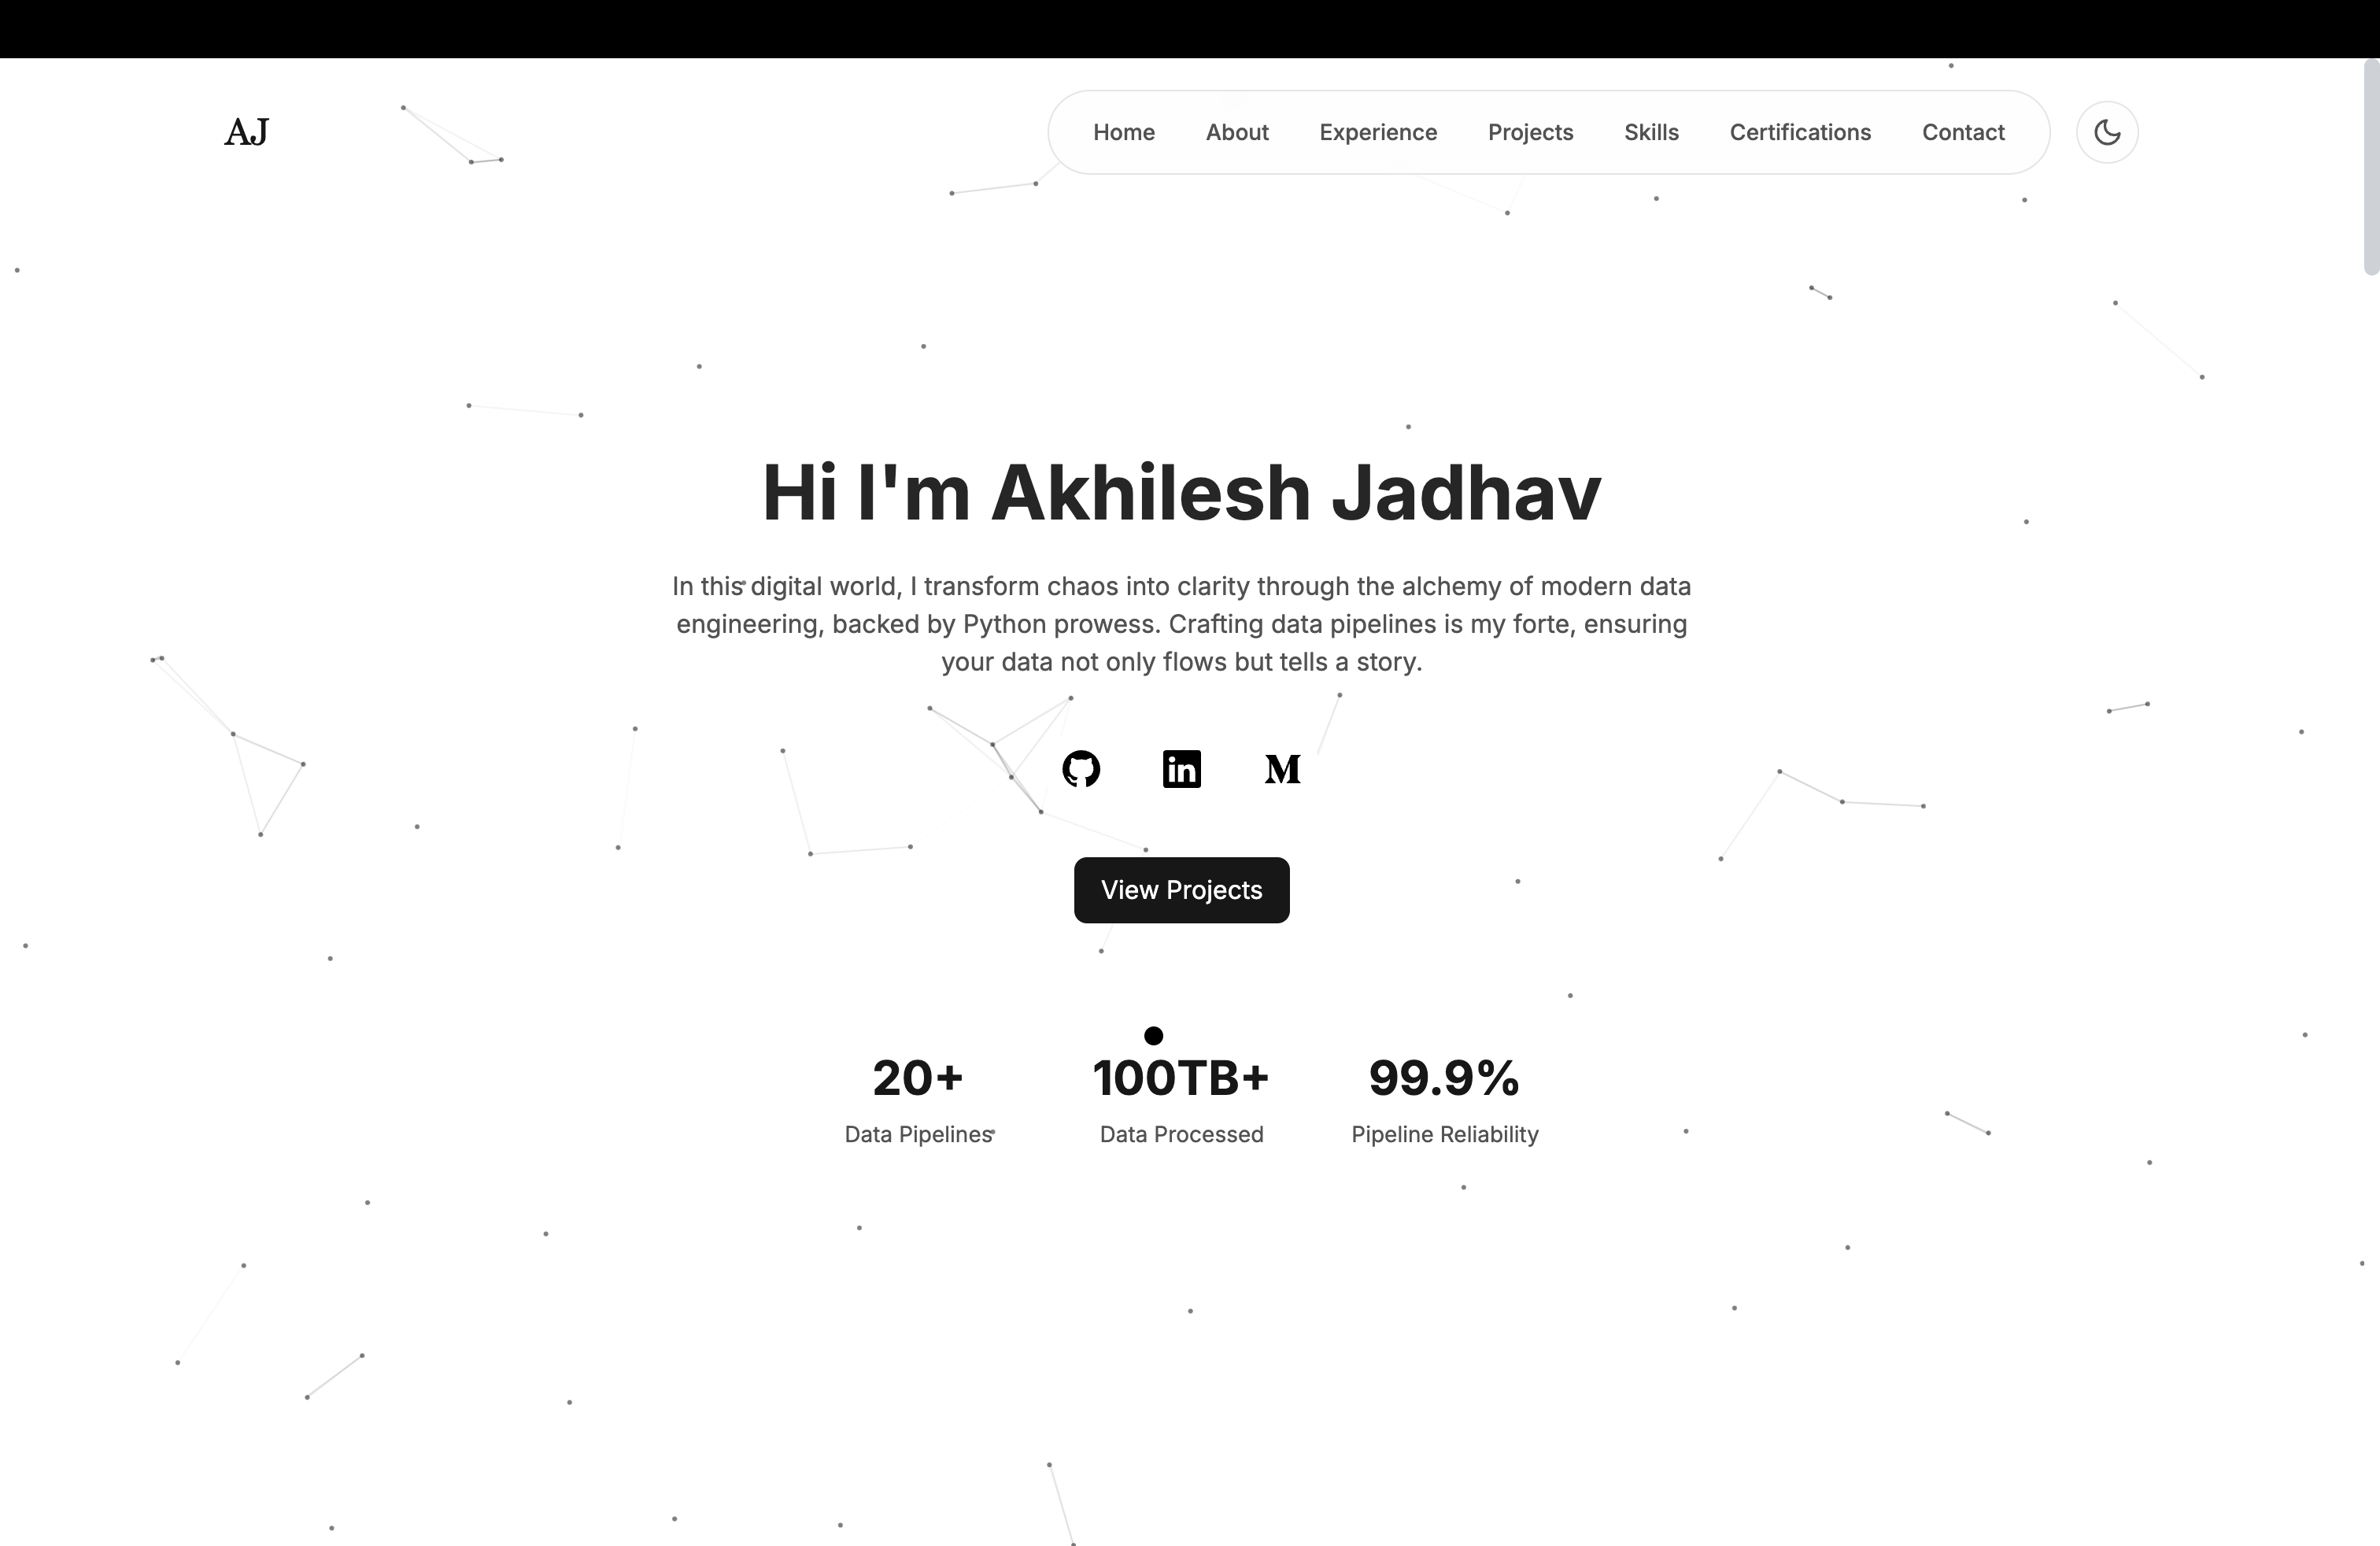 AJ
Home About Experience Projects Skills Certifications Contact
Hi I'm Akhilesh Jadhav
In this digital world, I transform chaos into clarity through the alchemy of modern data
engineering, backed by Python prowess. Crafting data pipelines is my forte, ensuring
your data not only flows but tells a story.
in
M
View Projects
20+ 100TB+ 99.9%
Data Pipelines Data Processed Pipeline Reliability